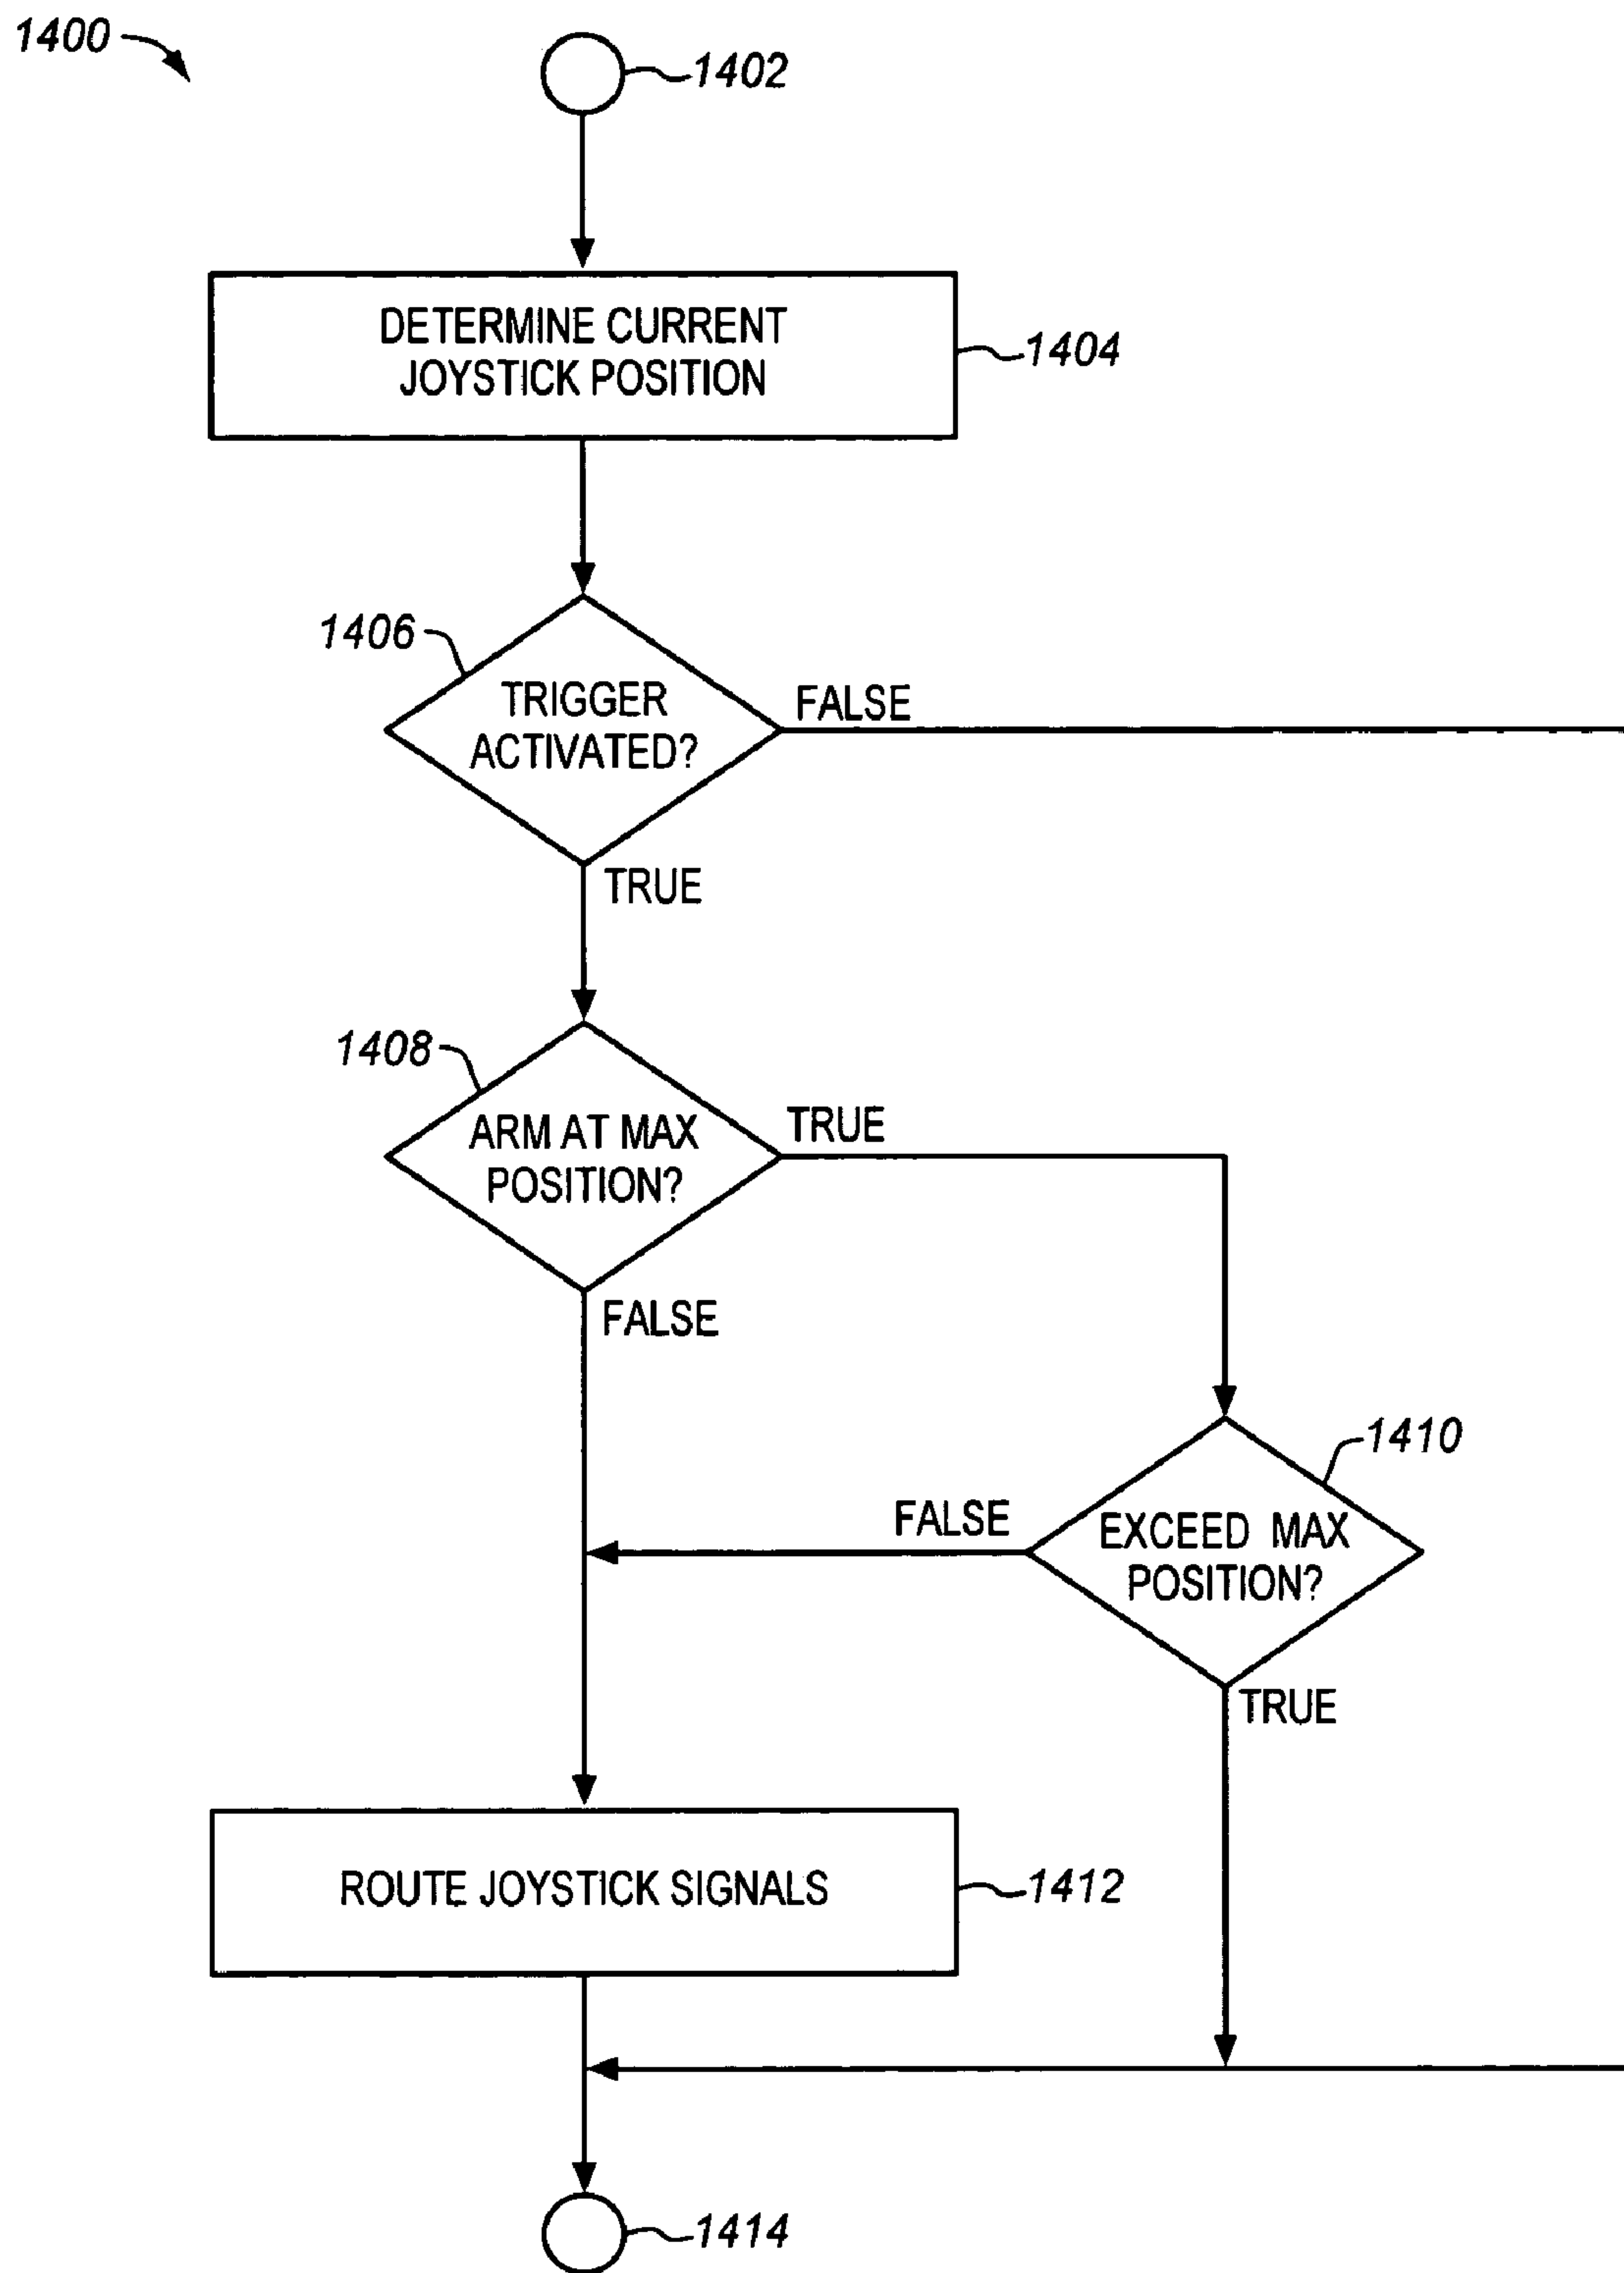 1400
1402
DETERMINE CURRENT
JOYSTICK POSITION
1404
1406
TRIGGER
ACTIVATED?
FALSE
TRUE
1408
ARM AT MAX
POSITION?
TRUE
FALSE
1410
EXCEED MAX
POSITION?
FALSE
TRUE
ROUTE JOYSTICK SIGNALS
1412
1414